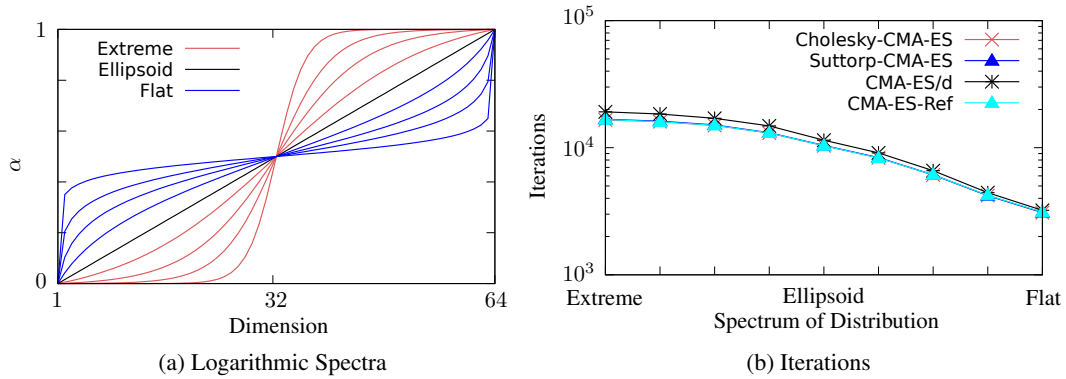 1
α
0
Extreme
Ellipsoid
Flat
1
32
64
Dimension
(a) Logarithmic Spectra
10^5
10^4
10^3
Iterations
Cholesky-CMA-ES
Suttorp-CMA-ES
CMA-ES/d
CMA-ES-Ref
Extreme
Ellipsoid
Flat
Spectrum of Distribution
(b) Iterations